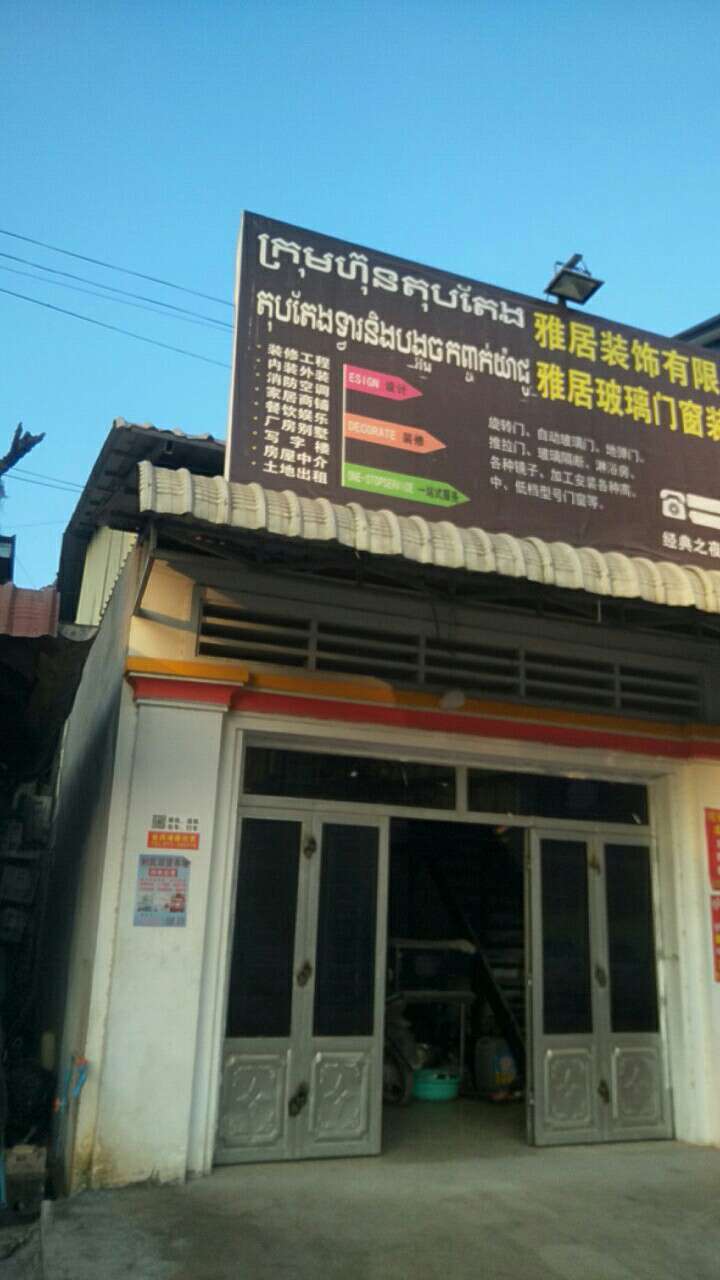 ក្រុមហ៊ុនតុបតែង
តុបតែងទ្វារនិងបង្អួចកញ្ចក់យ៉ាជូ
雅居装饰有限
雅居玻璃门窗装
· 装修工程
· 内装外装
· 消防空调
· 家居商铺
· 餐饮娱乐
· 厂房别墅
· 写字楼
· 房屋中介
· 土地出租
ESIGN 设计
DECORATE 装修
ONE-STOPSERVICE 一站式服务
旋转门、自动玻璃门、地弹门、
推拉门、玻璃隔断、淋浴房、
各种镜子、加工安装各种高、
中、低档型号门窗等。
经典之